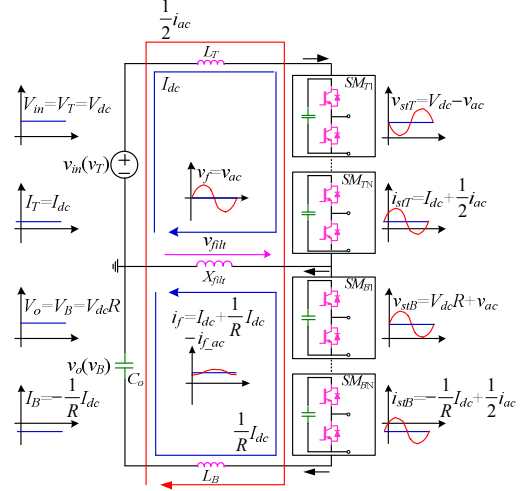 1/2 i_ac
L_T
I_dc
SM_T1
V_in=V_T=V_dc
v_stT=V_dc−v_ac
v_in(v_T)
+
−
v_f=v_ac
SM_TN
I_T=I_dc
i_stT=I_dc+1/2 i_ac
v_filt
X_filt
SM_B1
V_o=V_B=V_dcR
i_f=I_dc+1/R I_dc
−i_f_ac
v_stB=V_dcR+v_ac
v_o(v_B)
C_o
SM_BN
I_B=−1/R I_dc
1/R I_dc
i_stB=−1/R I_dc+1/2 i_ac
L_B